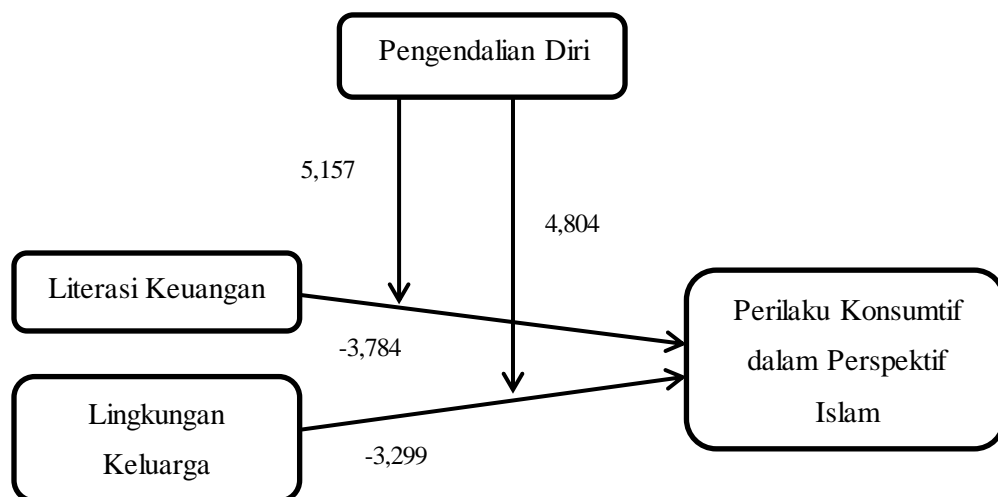 Pengendalian Diri
5,157
4,804
Literasi Keuangan
-3,784
Perilaku Konsumtif
dalam Perspektif
Islam
Lingkungan
Keluarga
-3,299